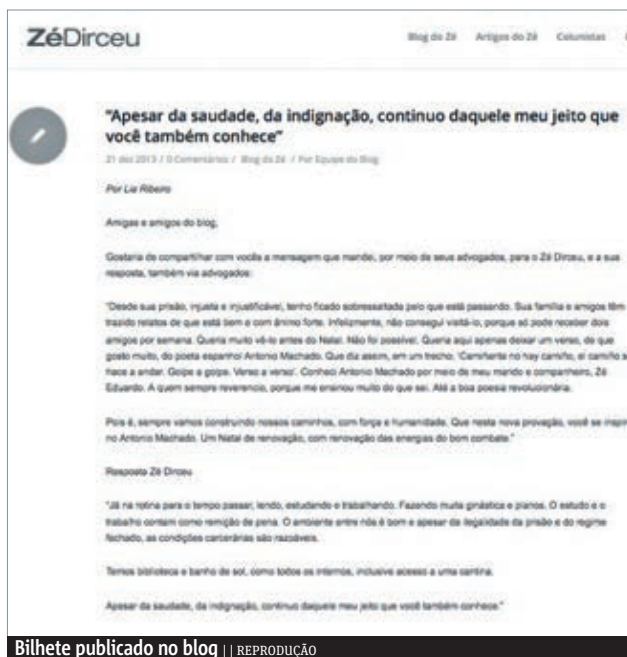 ZéDirceu
Blog do Zé Artigos do Zé Colunistas
"Apesar da saudade, da indignação, continuo daquele meu jeito que
você também conhece"
21 dez 2013 / 0 Comentários / Blog do Zé / Por Equipe do Blog
Por Lia Ribeiro
Amigas e amigos do blog,
Gostaria de compartilhar com vocês a mensagem que mandei, por meio de seus advogados, para o Zé Dirceu, e a sua
resposta, também via advogados:
"Desde sua prisão, injusta e injustificável, tenho ficado sobressaltada pelo que está passando. Sua família e amigos têm
trazido relatos de que está bem e com ânimo forte. Infelizmente, não consegui visitá-lo, porque só pode receber dois
amigos por semana. Queria muito vê-lo antes do Natal. Não foi possível. Queria aqui apenas deixar um verso, de que
gosto muito, do poeta espanhol Antonio Machado. Que diz assim, em um trecho: 'Caminante no hay camiño, el camiño s
hace a andar. Golpe a golpe. Verso a verso'. Conheci Antonio Machado por meio de meu marido e companheiro, Zé
Eduardo. A quem sempre reverencio, porque me ensinou muito do que sei. Até a boa poesia revolucionária.
Pois é, sempre vamos construindo nossos caminhos, com força e humanidade. Que nesta nova provação, você se inspir
no Antonio Machado. Um Natal de renovação, com renovação das energias do bom combate."
Resposta Zé Dirceu
"Já na rotina para o tempo passar, lendo, estudando e trabalhando. Fazendo muita ginástica e planos. O estudo e o
trabalho contam como remição de pena. O ambiente entre nós é bom e apesar da ilegalidade da prisão e do regime
fechado, as condições carcerárias são razoáveis.
Temos biblioteca e banho de sol, como todos os internos, inclusive acesso a uma cantina.
Apesar da saudade, da indignação, continuo daquele meu jeito que você também conhece."
Bilhete publicado no blog || REPRODUÇÃO